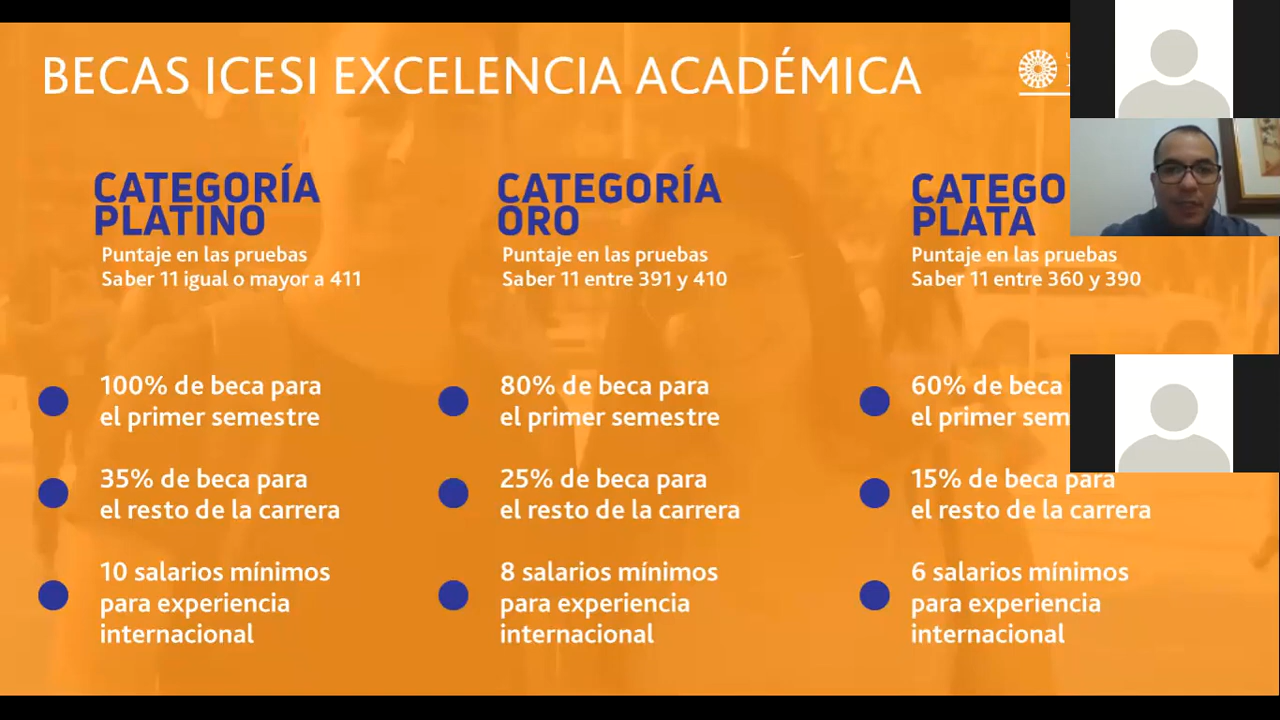 BECAS ICESI EXCELENCIA ACADÉMICA
CATEGORÍA
PLATINO
Puntaje en las pruebas
Saber 11 igual o mayor a 411
100% de beca para
el primer semestre
35% de beca para
el resto de la carrera
10 salarios mínimos
para experiencia
internacional
CATEGORÍA
ORO
Puntaje en las pruebas
Saber 11 entre 391 y 410
80% de beca para
el primer semestre
25% de beca para
el resto de la carrera
8 salarios mínimos
para experiencia
internacional
CATEGO
PLATA
Puntaje en las pruebas
Saber 11 entre 360 y 390
60% de beca
el primer sem
15% de beca para
el resto de la carrera
6 salarios mínimos
para experiencia
internacional